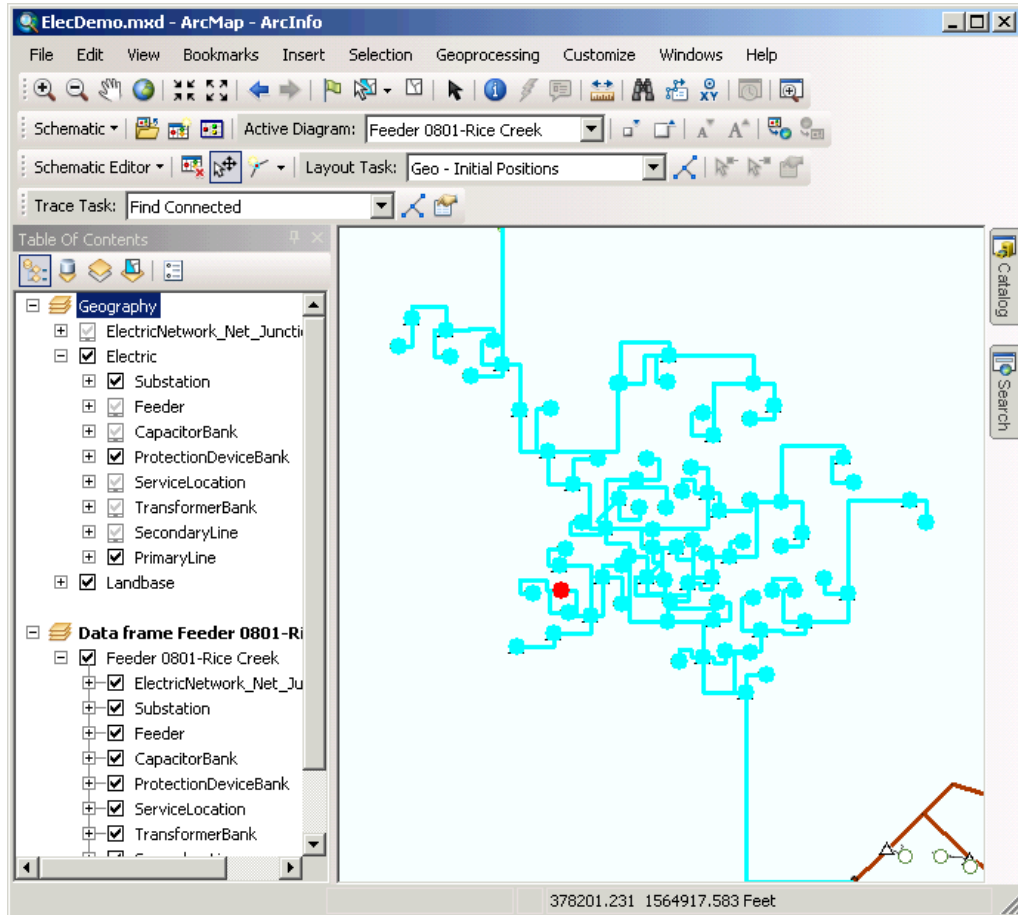 ElecDemo.mxd - ArcMap - ArcInfo
File Edit View Bookmarks Insert Selection Geoprocessing Customize Windows Help
XY
Schematic Active Diagram: Feeder 0801-Rice Creek A A
Schematic Editor Layout Task: Geo - Initial Positions
Trace Task: Find Connected
Table Of Contents
Geography
ElectricNetwork_Net_Juncti
Electric
Substation
Feeder
CapacitorBank
ProtectionDeviceBank
ServiceLocation
TransformerBank
SecondaryLine
PrimaryLine
Landbase
Data frame Feeder 0801-Ri
Feeder 0801-Rice Creek
ElectricNetwork_Net_Ju
Substation
Feeder
CapacitorBank
ProtectionDeviceBank
ServiceLocation
TransformerBank
Catalog
Search
378201.231 1564917.583 Feet